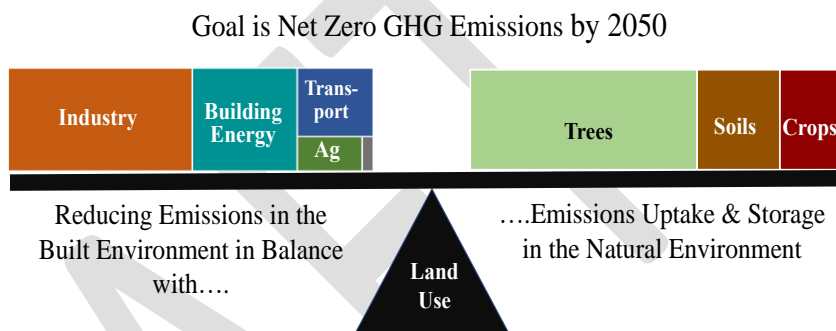 Goal is Net Zero GHG Emissions by 2050
Industry
Building
Energy
Trans-
port
Ag
Trees
Soils
Crops
Reducing Emissions in the
Built Environment in Balance
with….
….Emissions Uptake & Storage
in the Natural Environment
Land
Use